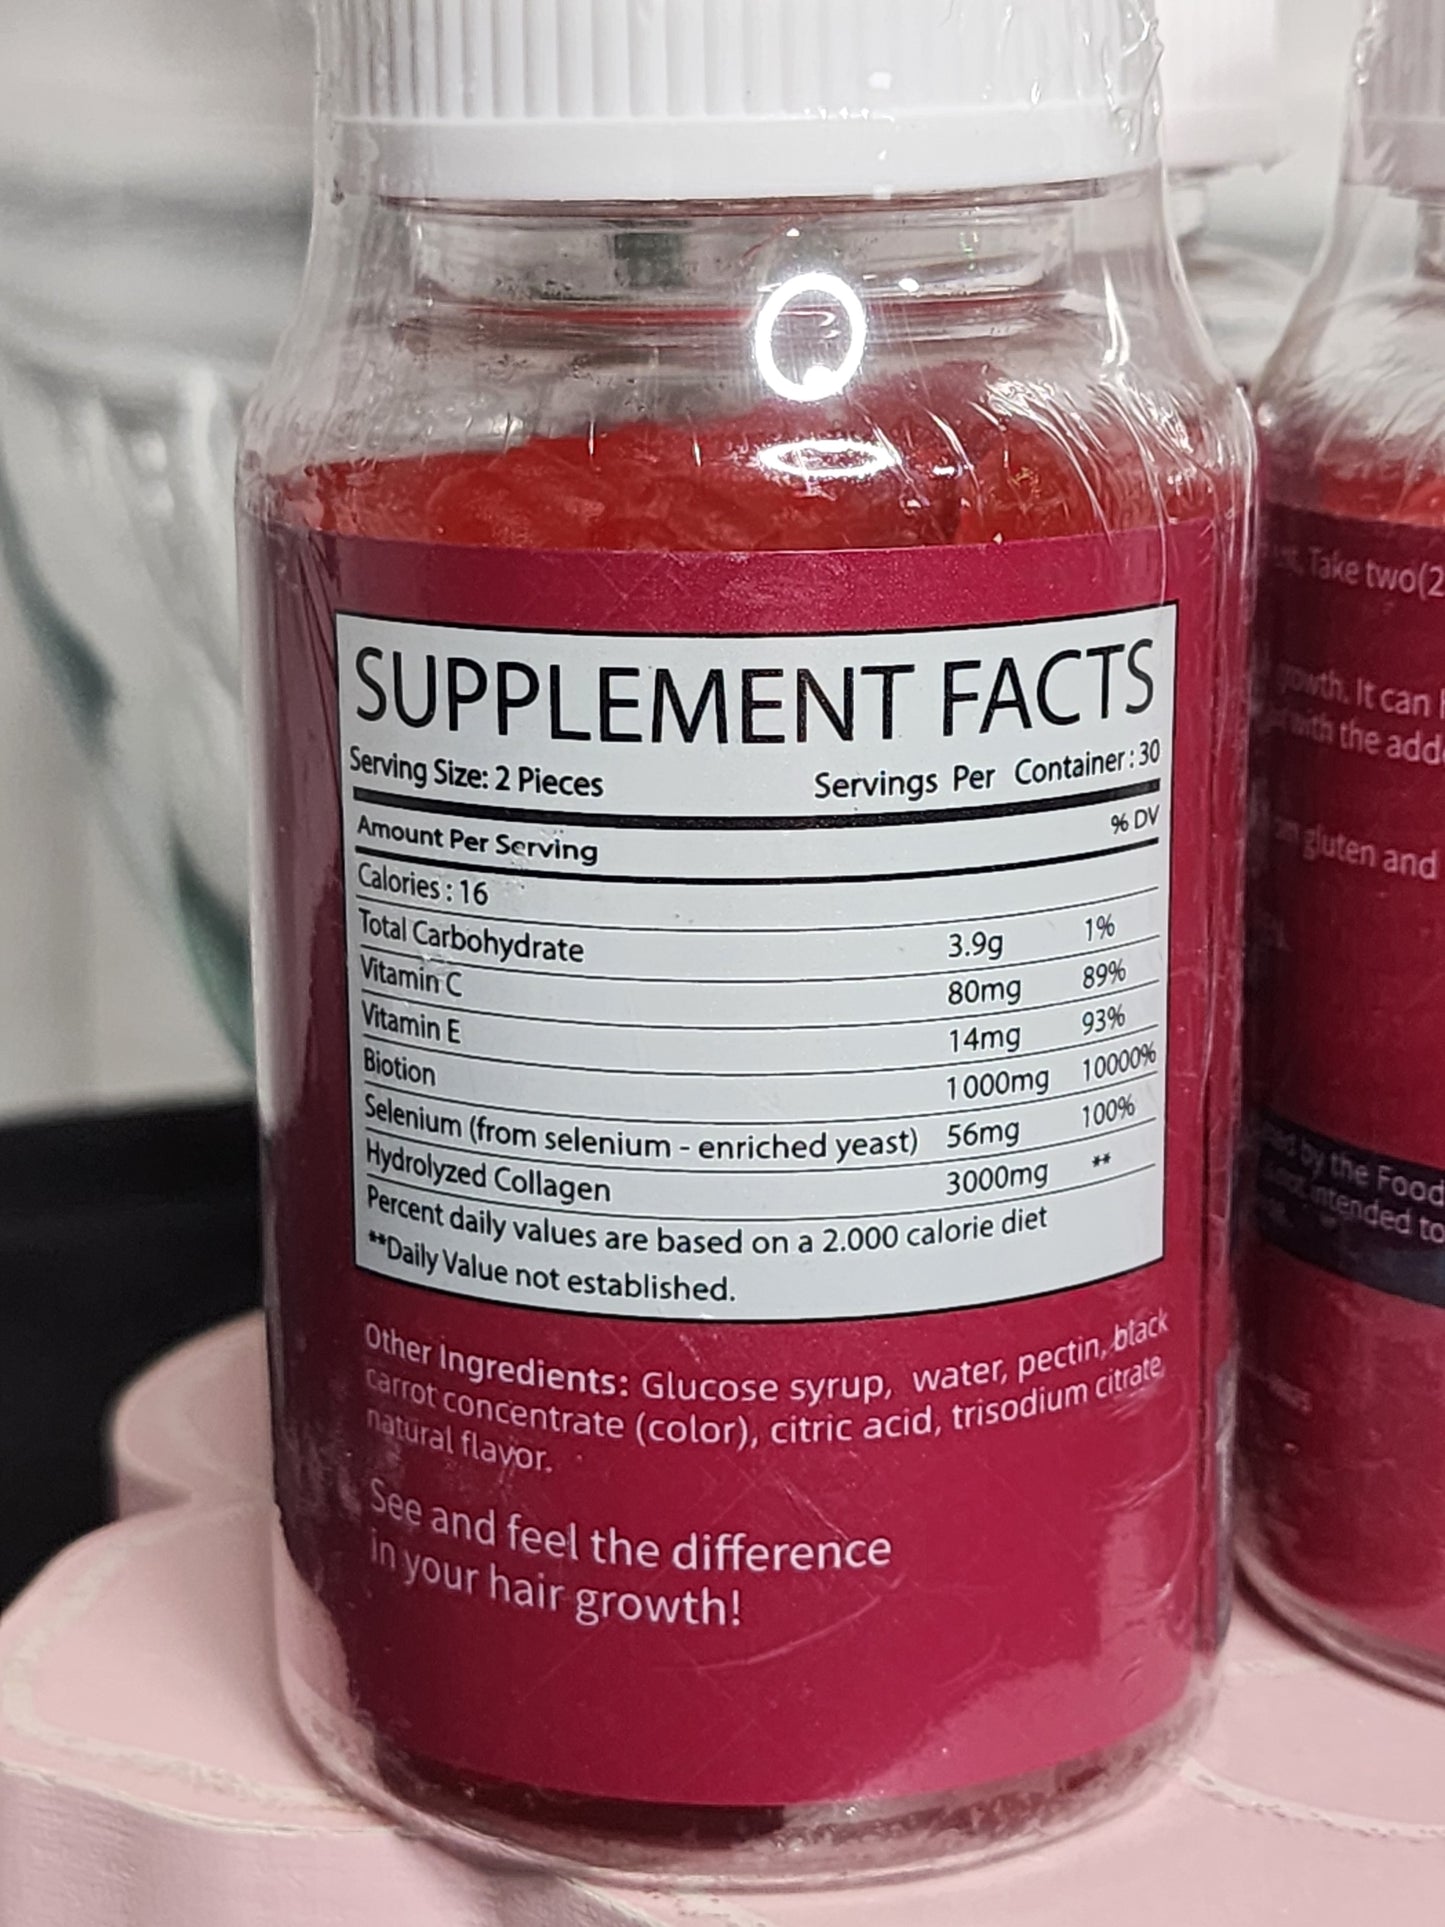 SUPPLEMENT FACTS
Serving Size: 2 Pieces Servings Per Container : 30
Amount Per Serving % DV
Calories : 16
Total Carbohydrate 3.9g 1%
Vitamin C 80mg 89%
Vitamin E 14mg 93%
Biotion 1000mg 10000%
Selenium (from selenium - enriched yeast) 56mg 100%
Hydrolyzed Collagen 3000mg **
Percent daily values are based on a 2.000 calorie diet
**Daily Value not established.
Other Ingredients: Glucose syrup, water, pectin, black
carrot concentrate (color), citric acid, trisodium citrate,
natural flavor.
See and feel the difference
in your hair growth!
Take two(2
growth. It can
with the add
gluten and
by the Food
intended to